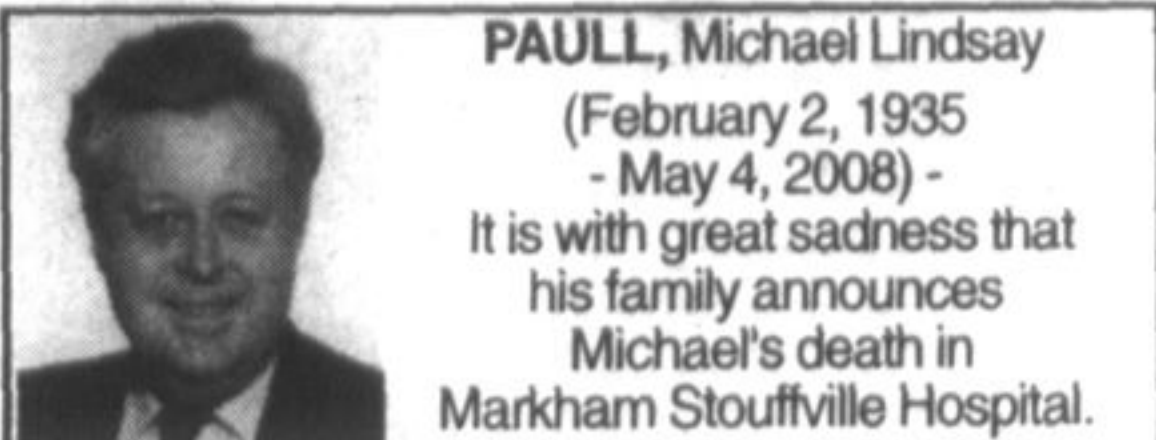 PAULL, Michael Lindsay
(February 2, 1935
- May 4, 2008) -
It is with great sadness that
his family announces
Michael's death in
Markham Stouffville Hospital.